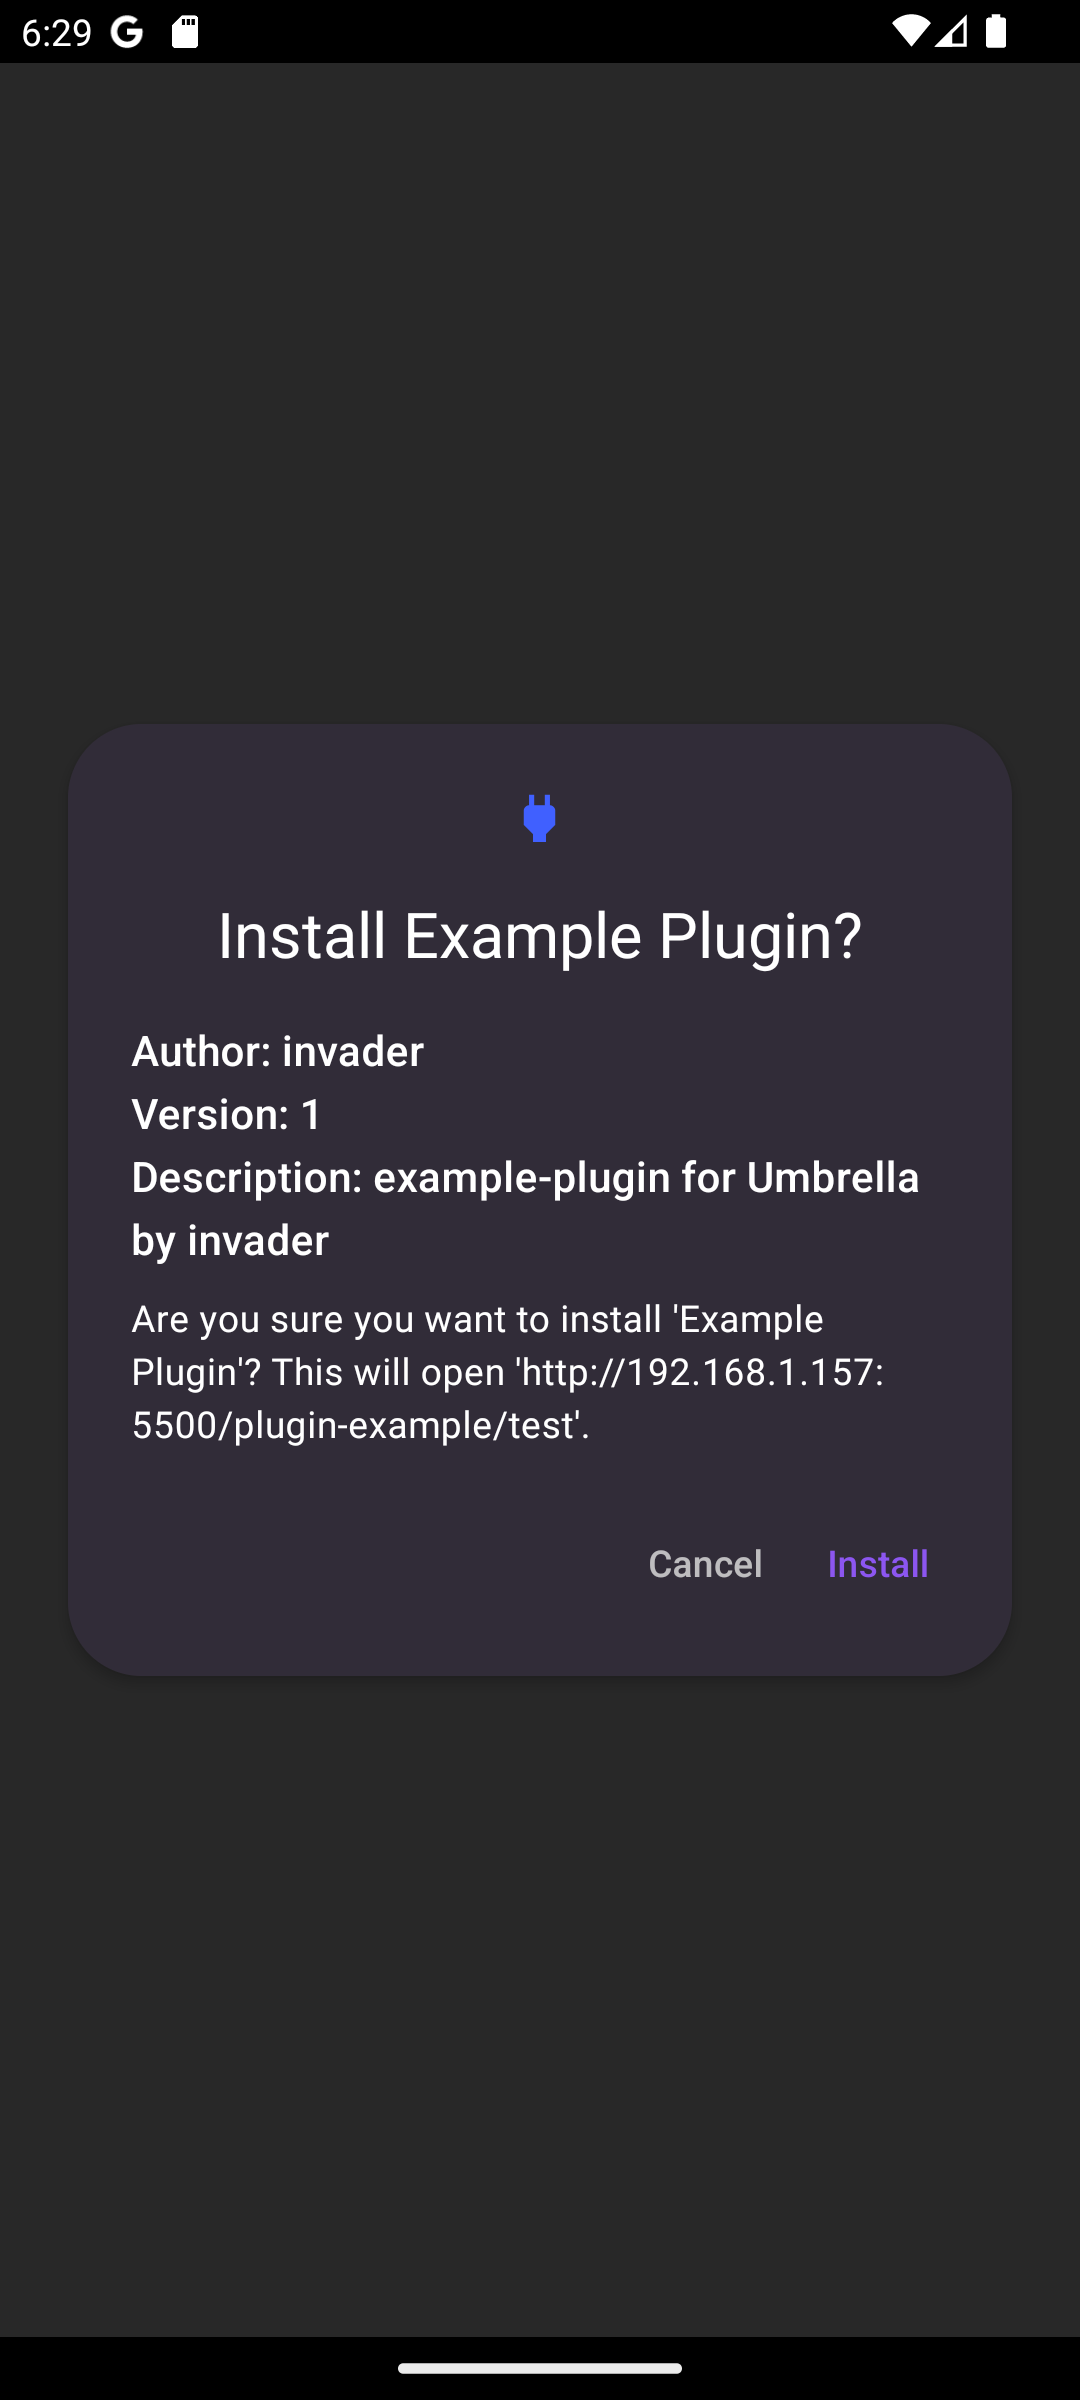 6:29
Install Example Plugin?
Author: invader
Version: 1
Description: example-plugin for Umbrella
by invader
Are you sure you want to install 'Example
Plugin'? This will open 'http://192.168.1.157:
5500/plugin-example/test'.
Cancel Install